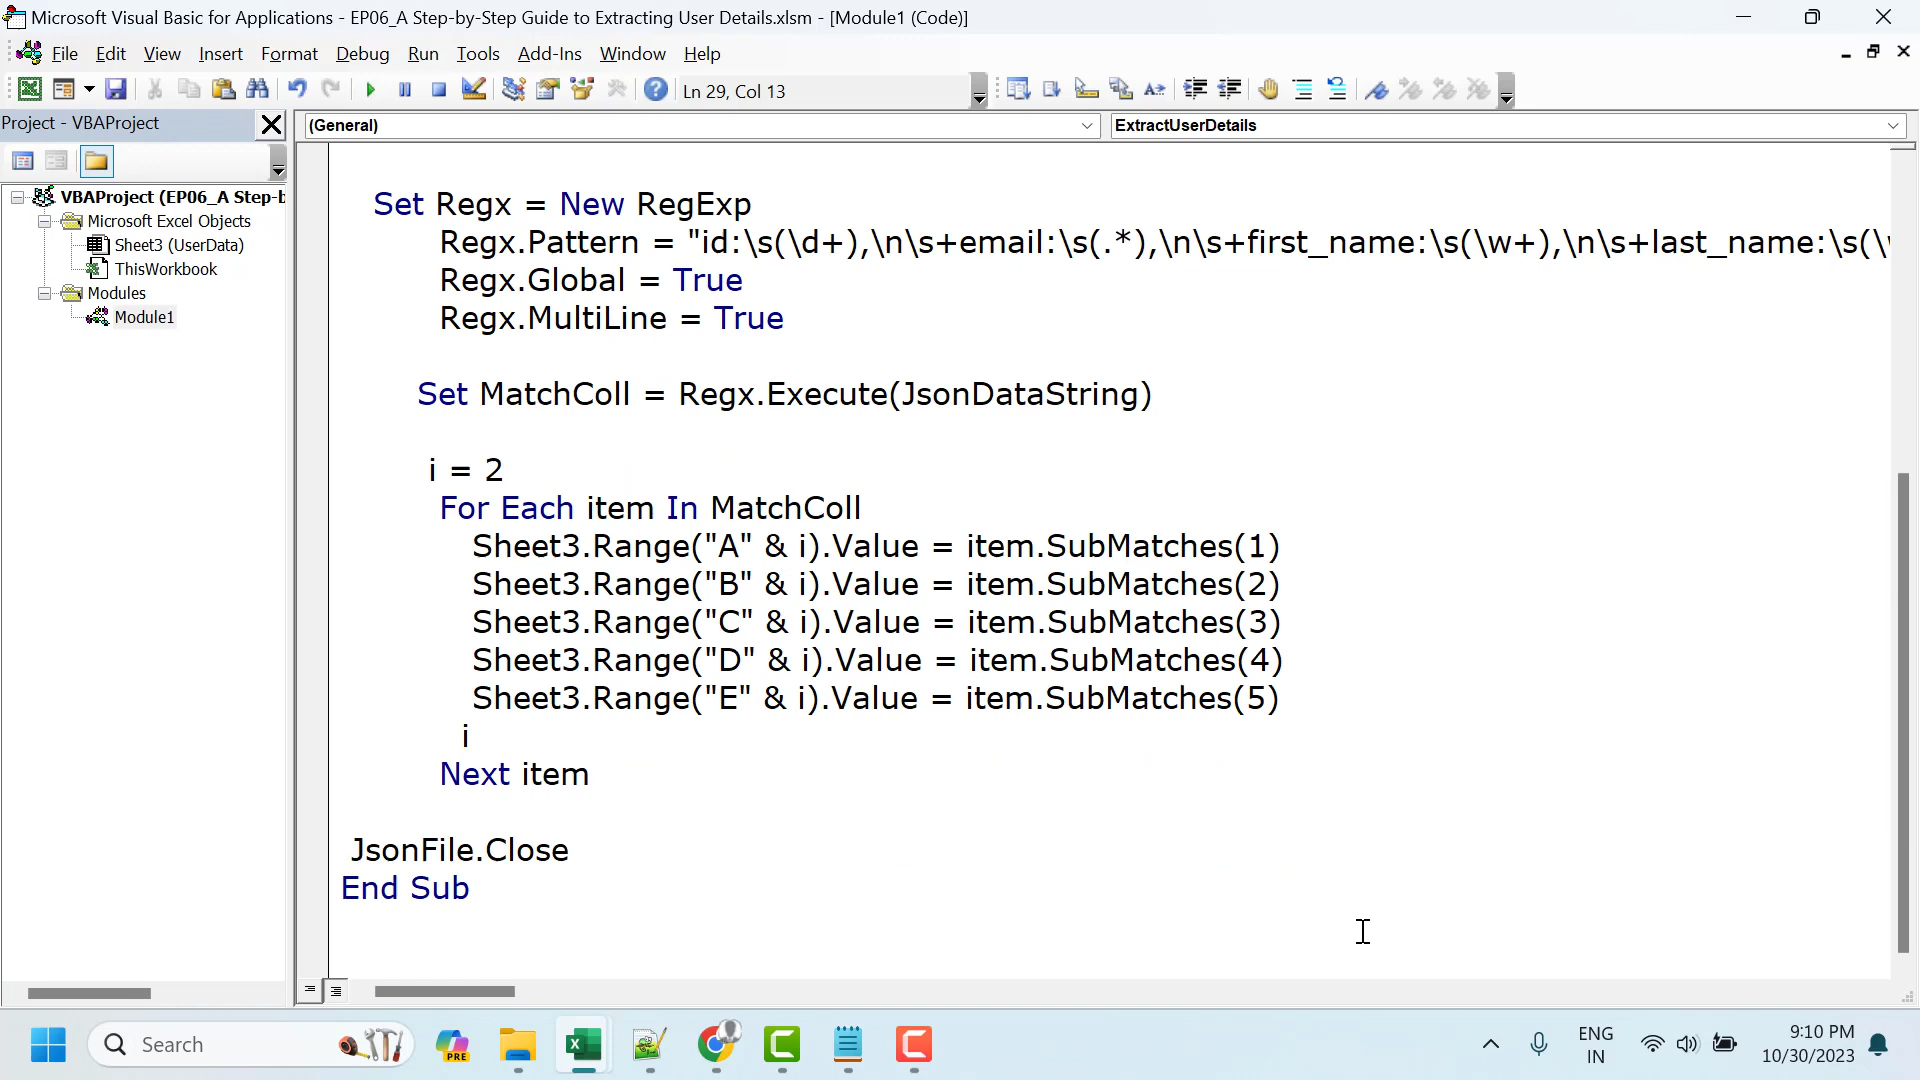 Microsoft Visual Basic for Applications - EP06_A Step-by-Step Guide to Extracting User Details.xlsm - [Module1 (Code)]
File Edit View Insert Format Debug Run Tools Add-Ins Window Help
Ln 29, Col 13
Project - VBAProject
(General)
ExtractUserDetails
VBAProject (EP06_A Step-b
Microsoft Excel Objects
Sheet3 (UserData)
ThisWorkbook
Modules
Module1
Set Regx = New RegExp
Regx.Pattern = "id:\s(\d+),\n\s+email:\s(.*),\n\s+first_name:\s(\w+),\n\s+last_name:\s(\
Regx.Global = True
Regx.MultiLine = True
Set MatchColl = Regx.Execute(JsonDataString)
i = 2
For Each item In MatchColl
Sheet3.Range("A" & i).Value = item.SubMatches(1)
Sheet3.Range("B" & i).Value = item.SubMatches(2)
Sheet3.Range("C" & i).Value = item.SubMatches(3)
Sheet3.Range("D" & i).Value = item.SubMatches(4)
Sheet3.Range("E" & i).Value = item.SubMatches(5)
i
Next item
JsonFile.Close
End Sub
Search
PRE
ENG
IN
9:10 PM
10/30/2023